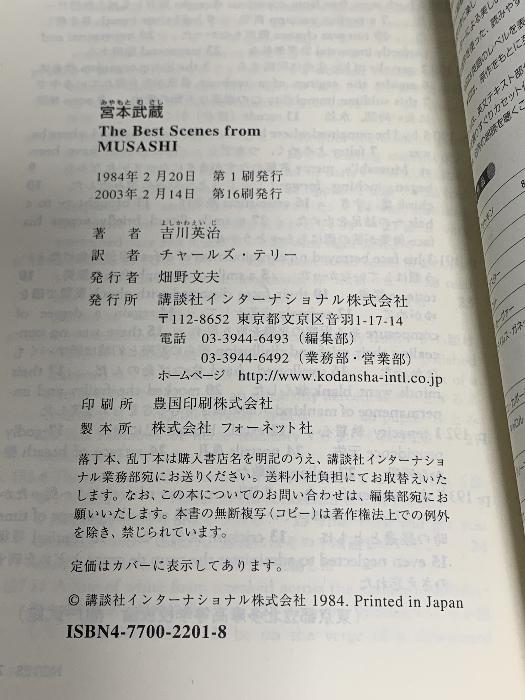 みやもと む さし
宮本武蔵
The Best Scenes from
MUSASHI
1984年 2月20日 第1刷発行
2003年 2月14日 第16刷発行
よしかわえい じ
著 者 吉川英治
訳 者 チャールズ・テリー
発行者 畑野文夫
発行所 講談社インターナショナル株式会社
〒112-8652 東京都文京区音羽1-17-14
電話 03-3944-6493（編集部）
03-3944-6492（業務部・営業部）
ホームページ http://www.kodansha-intl.co.jp
印刷所 豊国印刷株式会社
製本所 株式会社 フォーネット社
落丁本、乱丁本は購入書店名を明記のうえ、講談社インターナショ
ナル業務部宛にお送りください。送料小社負担にてお取替えいた
します。なお、この本についてのお問い合わせは、編集部宛にお
願いいたします。本書の無断複写（コピー）は著作権法上での例外
を除き、禁じられています。
定価はカバーに表示してあります。
© 講談社インターナショナル株式会社 1984. Printed in Japan
ISBN4-7700-2201-8